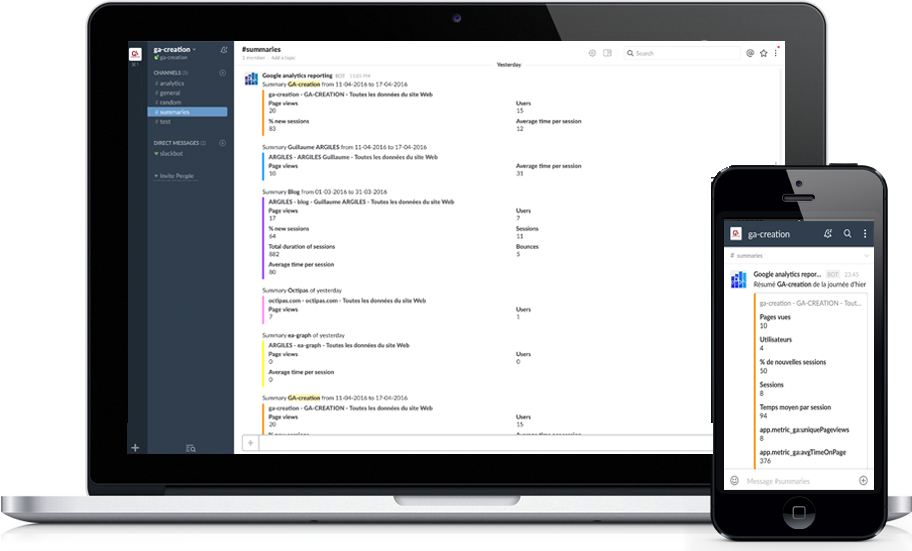 ga-creation
ga-creation
CHANNELS (5)
# analytics
# general
# random
# summaries
# test
DIRECT MESSAGES (2)
slackbot
+ Invite People
#summaries
1 member | Add a topic
Search
Yesterday
Google analytics reporting BOT 11:01 PM
Summary GA-creation from 11-04-2016 to 17-04-2016
ga-creation - GA-CREATION - Toutes les données du site Web
Page views Users
20 15
% new sessions Average time per session
83 12
Summary Guillaume ARGILES from 11-04-2016 to 17-04-2016
ARGILES - ARGILES Guillaume - Toutes les données du site Web
Page views Average time per session
10 31
Summary Blog from 01-03-2016 to 31-03-2016
ARGILES - blog - Guillaume ARGILES - Toutes les données du site Web
Page views Users
17 7
% new sessions Sessions
64 11
Total duration of sessions Bounces
882 5
Average time per session
80
Summary Octipas of yesterday
octipas.com - octipas.com - Toutes les données du site Web
Page views Users
7 1
Summary ea-graph of yesterday
ARGILES - ea-graph - Toutes les données du site Web
Page views Users
0 0
Average time per session
0
Summary GA-creation from 11-04-2016 to 17-04-2016
ga-creation - GA-CREATION - Toutes les données du site Web
Page views Users
20 15
% new sessions Average time per session
ga-creation
# summaries
Google analytics repor... BOT 23:43
Résumé GA-creation de la journée d'hier
ga-creation - GA-CREATION - Tout...
Pages vues
10
Utilisateurs
4
% de nouvelles sessions
50
Sessions
8
Temps moyen par session
94
app.metric_ga:uniquePageviews
8
app.metric_ga:avgTimeOnPage
376
Message #summaries